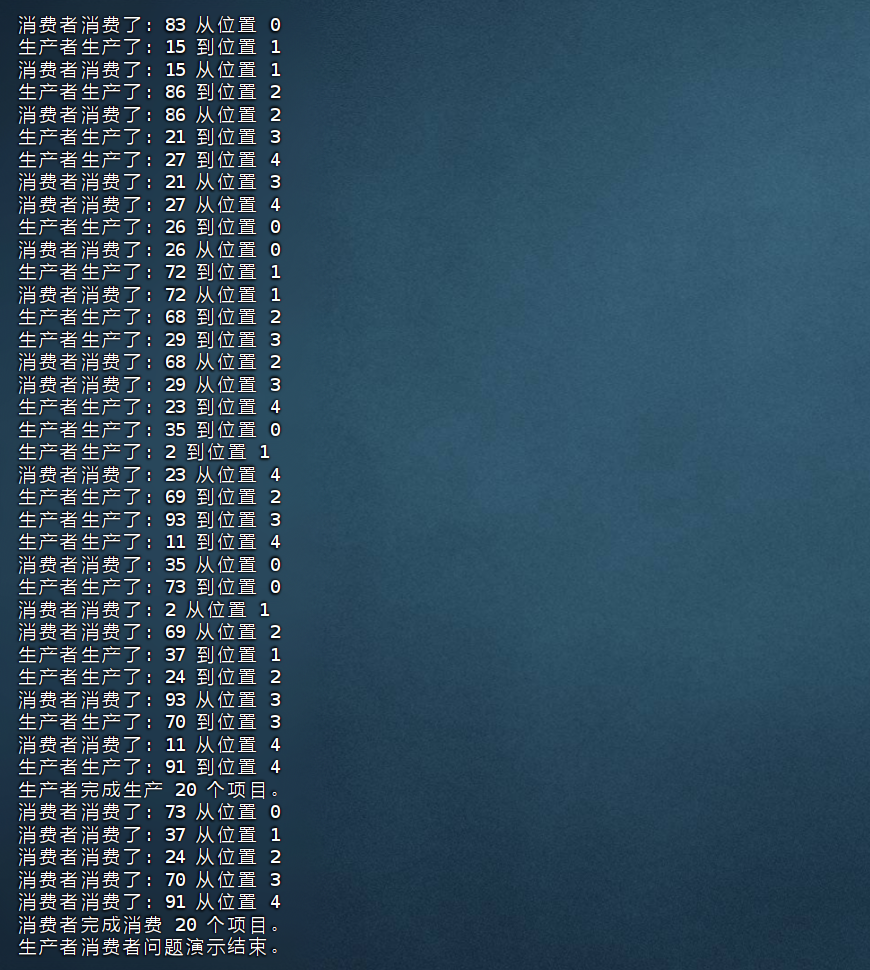 消费者消费了: 83 从位置 0
生产者生产了: 15 到位置 1
消费者消费了: 15 从位置 1
生产者生产了: 86 到位置 2
消费者消费了: 86 从位置 2
生产者生产了: 21 到位置 3
生产者生产了: 27 到位置 4
消费者消费了: 21 从位置 3
消费者消费了: 27 从位置 4
生产者生产了: 26 到位置 0
消费者消费了: 26 从位置 0
生产者生产了: 72 到位置 1
消费者消费了: 72 从位置 1
生产者生产了: 68 到位置 2
生产者生产了: 29 到位置 3
消费者消费了: 68 从位置 2
消费者消费了: 29 从位置 3
生产者生产了: 23 到位置 4
生产者生产了: 35 到位置 0
生产者生产了: 2 到位置 1
消费者消费了: 23 从位置 4
生产者生产了: 69 到位置 2
生产者生产了: 93 到位置 3
生产者生产了: 11 到位置 4
消费者消费了: 35 从位置 0
生产者生产了: 73 到位置 0
消费者消费了: 2 从位置 1
消费者消费了: 69 从位置 2
生产者生产了: 37 到位置 1
生产者生产了: 24 到位置 2
消费者消费了: 93 从位置 3
生产者生产了: 70 到位置 3
消费者消费了: 11 从位置 4
生产者生产了: 91 到位置 4
生产者完成生产 20 个项目。
消费者消费了: 73 从位置 0
消费者消费了: 37 从位置 1
消费者消费了: 24 从位置 2
消费者消费了: 70 从位置 3
消费者消费了: 91 从位置 4
消费者完成消费 20 个项目。
生产者消费者问题演示结束。